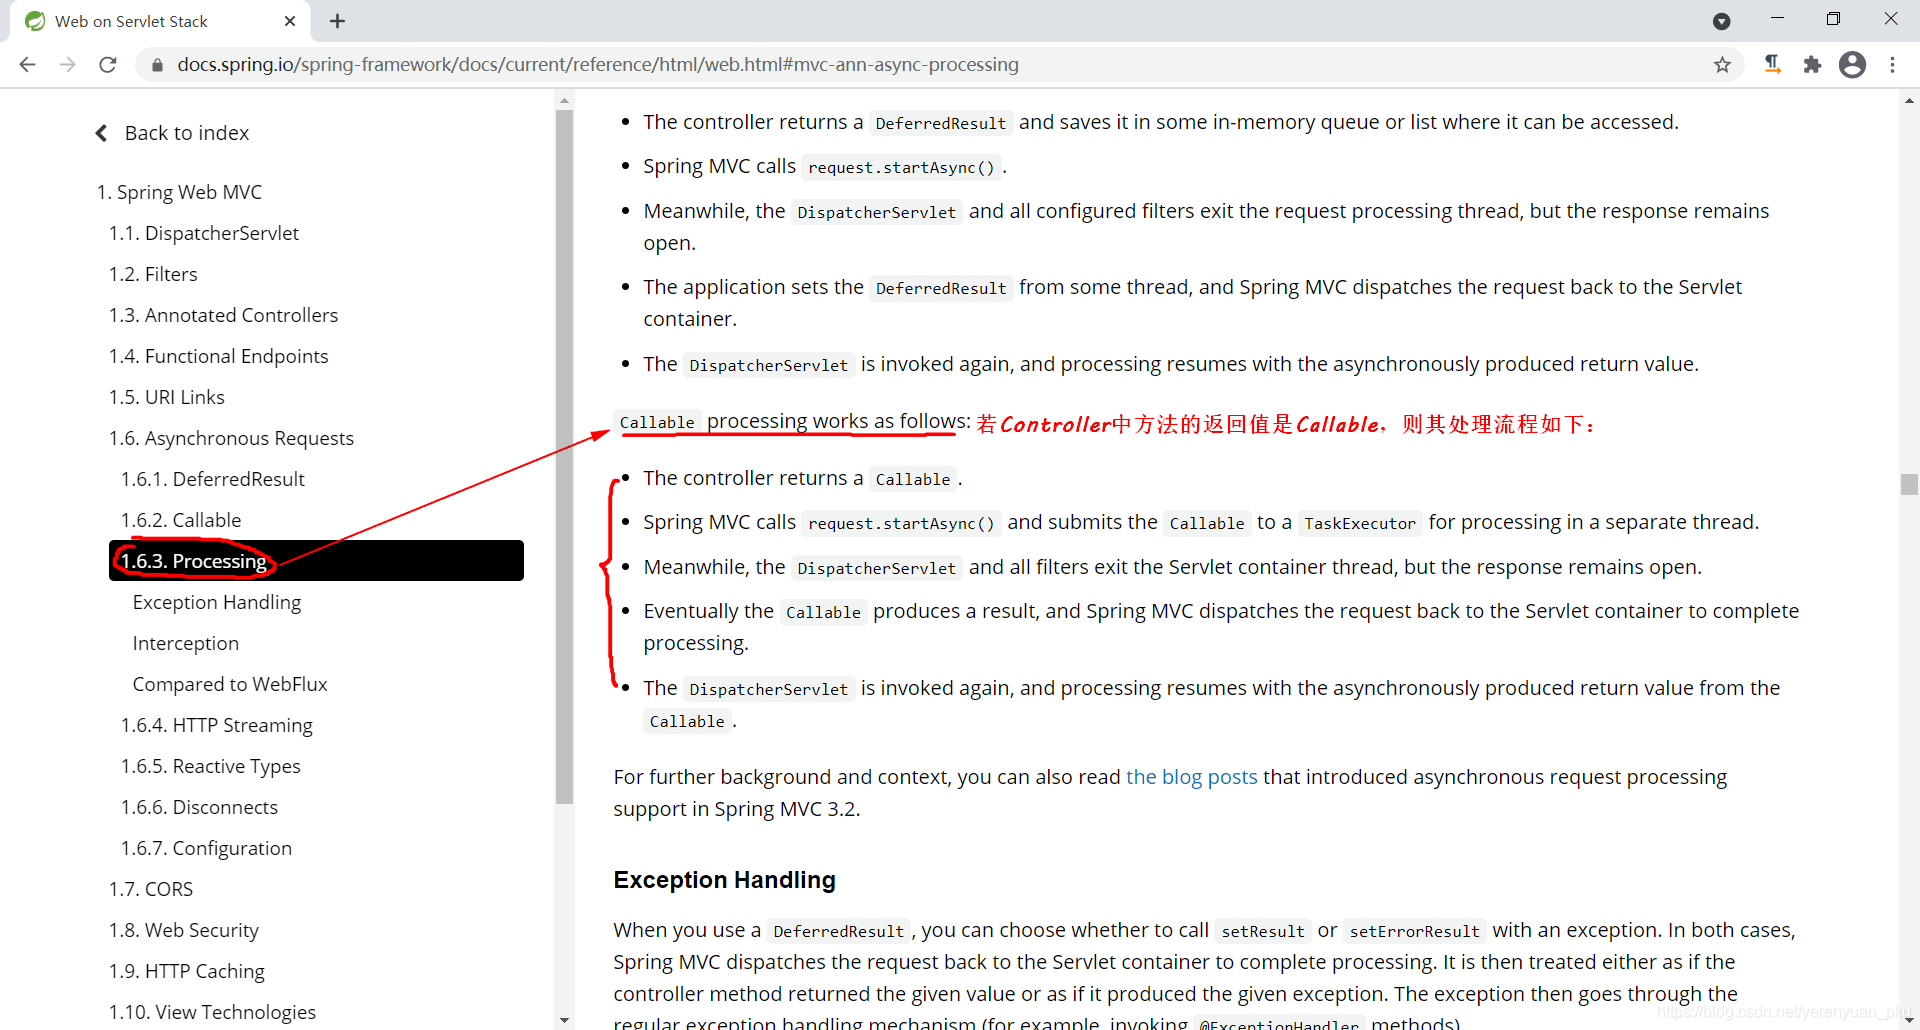 Web on Servlet Stack
docs.spring.io/spring-framework/docs/current/reference/html/web.html#mvc-ann-async-processing
Back to index
1. Spring Web MVC
1.1. DispatcherServlet
1.2. Filters
1.3. Annotated Controllers
1.4. Functional Endpoints
1.5. URI Links
1.6. Asynchronous Requests
1.6.1. DeferredResult
1.6.2. Callable
1.6.3. Processing
Exception Handling
Interception
Compared to WebFlux
1.6.4. HTTP Streaming
1.6.5. Reactive Types
1.6.6. Disconnects
1.6.7. Configuration
1.7. CORS
1.8. Web Security
1.9. HTTP Caching
1.10. View Technologies
• The controller returns a DeferredResult and saves it in some in-memory queue or list where it can be accessed.
• Spring MVC calls request.startAsync().
• Meanwhile, the DispatcherServlet and all configured filters exit the request processing thread, but the response remains
open.
• The application sets the DeferredResult from some thread, and Spring MVC dispatches the request back to the Servlet
container.
• The DispatcherServlet is invoked again, and processing resumes with the asynchronously produced return value.
Callable processing works as follows: 若Controller中方法的返回值是Callable，则其处理流程如下：
• The controller returns a Callable.
• Spring MVC calls request.startAsync() and submits the Callable to a TaskExecutor for processing in a separate thread.
• Meanwhile, the DispatcherServlet and all filters exit the Servlet container thread, but the response remains open.
• Eventually the Callable produces a result, and Spring MVC dispatches the request back to the Servlet container to complete
processing.
• The DispatcherServlet is invoked again, and processing resumes with the asynchronously produced return value from the
Callable.
For further background and context, you can also read the blog posts that introduced asynchronous request processing
support in Spring MVC 3.2.
Exception Handling
When you use a DeferredResult, you can choose whether to call setResult or setErrorResult with an exception. In both cases,
Spring MVC dispatches the request back to the Servlet container to complete processing. It is then treated either as if the
controller method returned the given value or as if it produced the given exception. The exception then goes through the
regular exception handling mechanism (for example, invoking @ExceptionHandler methods)
https://blog.csdn.net/yerenyuan_pku